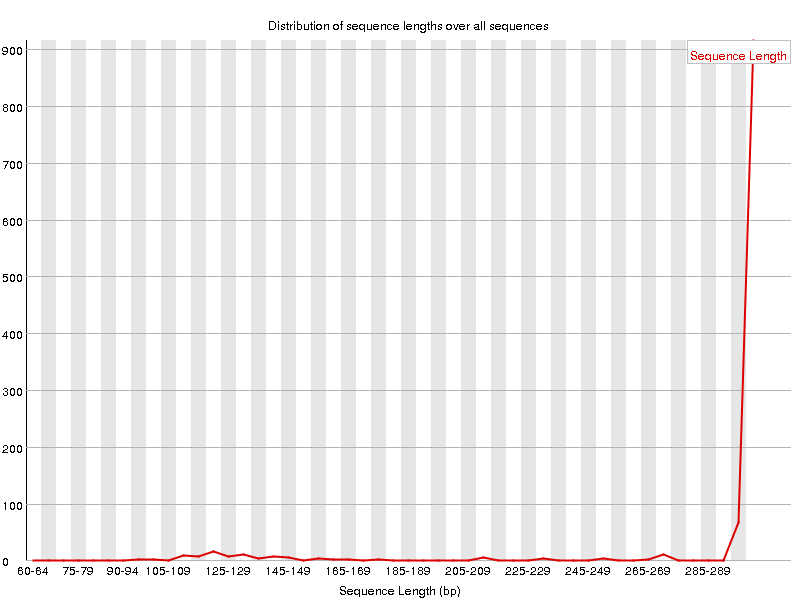 Distribution of sequence lengths over all sequences
Sequence Length
900
800
700
600
500
400
300
200
100
0
60-64 75-79 90-94 105-109 125-129 145-149 165-169 185-189 205-209 225-229 245-249 265-269 285-289
Sequence Length (bp)